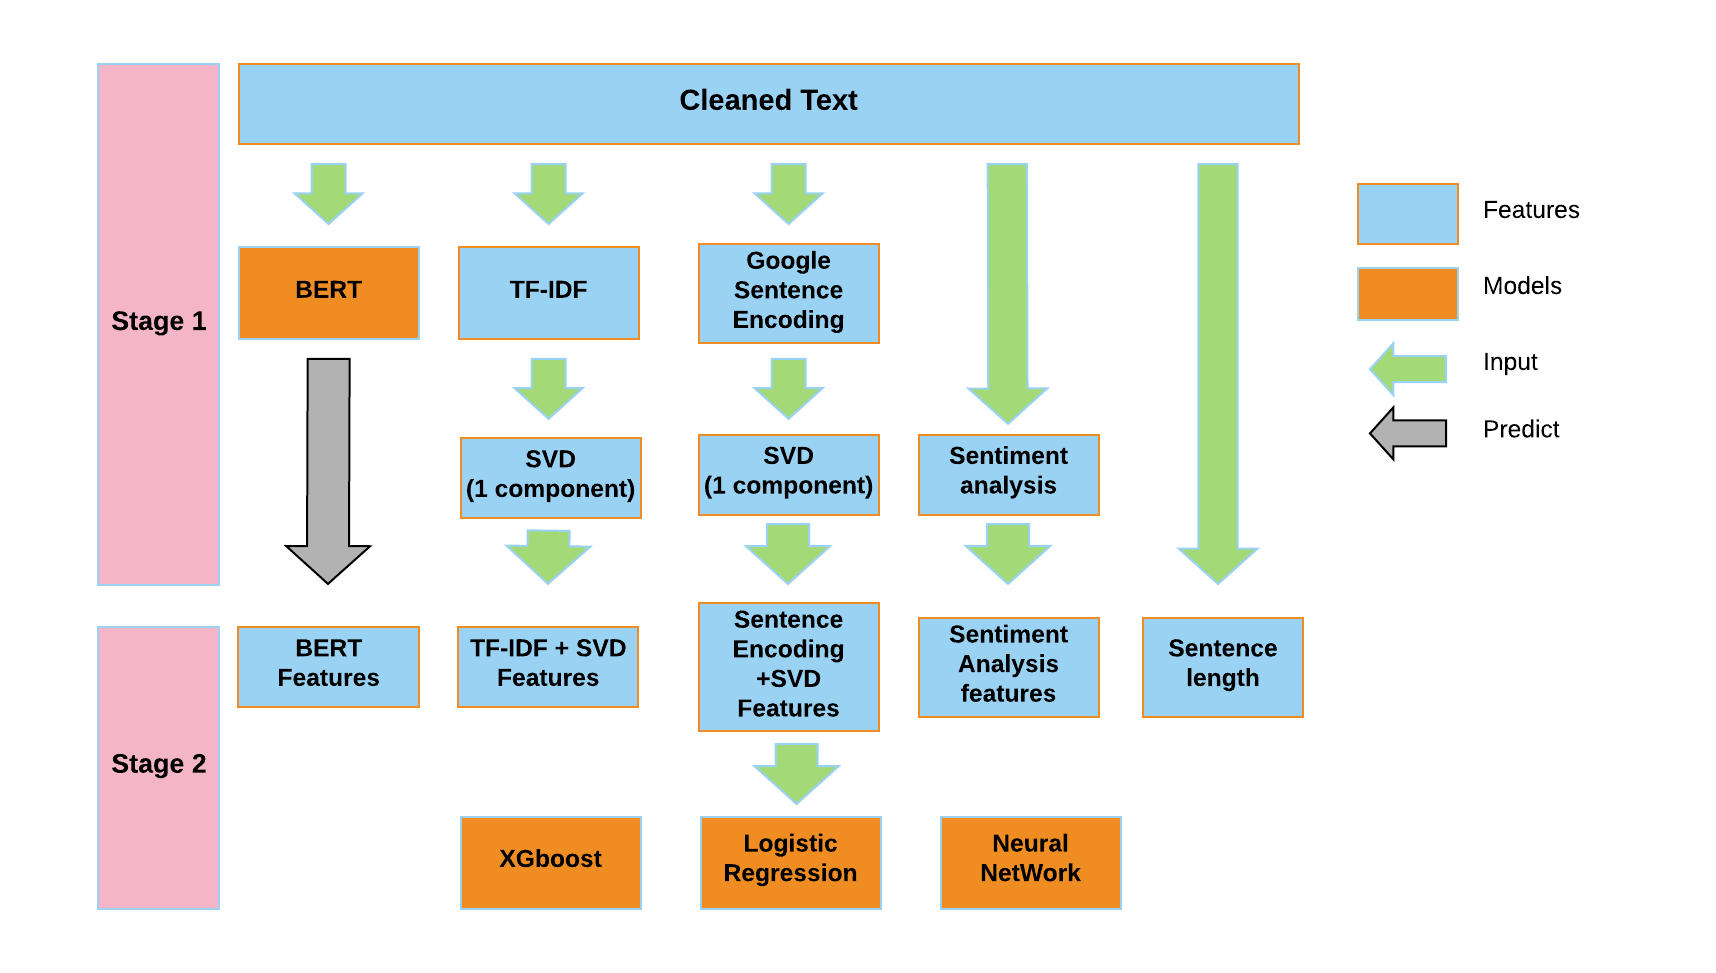 Cleaned Text
Stage 1
BERT
TF-IDF
Google
Sentence
Encoding
SVD
(1 component)
SVD
(1 component)
Sentiment
analysis
Stage 2
BERT
Features
TF-IDF + SVD
Features
Sentence
Encoding
+SVD
Features
Sentiment
Analysis
features
Sentence
length
XGboost
Logistic
Regression
Neural
NetWork
Features
Models
Input
Predict